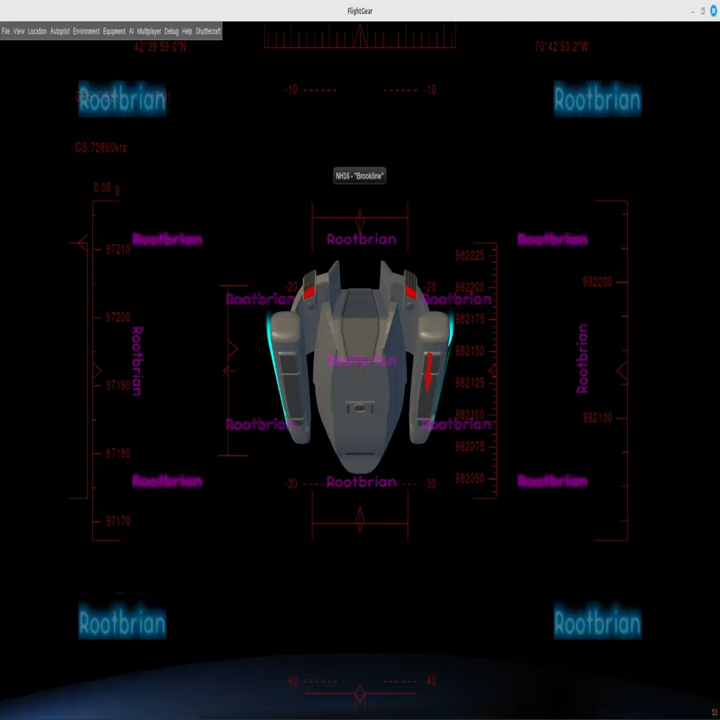 FlightGear
File View Location Autopilot Environment Equipment AI Multiplayer Debug Help Shuttlecraft
42°39'59.0"N
70°42'53.2"W
-10 -10
Rootbrian Rootbrian
GS:72890kts
NH16 - "Brookline"
0.00 g
Rootbrian Rootbrian Rootbrian
97210
982225
982200
-20 -20
982200
Rootbrian Rootbrian
97200
982175
982150
Rootbrian Rootbrian Rootbrian
97190
982125
982100
982100
Rootbrian Rootbrian
97180
982075
982050
Rootbrian Rootbrian Rootbrian
-30 -30
97170
Rootbrian Rootbrian
-40 -40
53